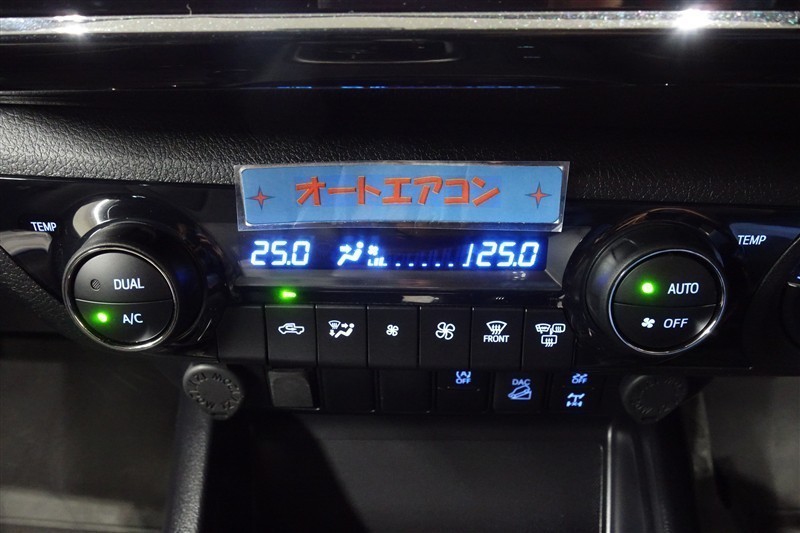 オートエアコン
TEMP
25.0
25.0
TEMP
DUAL
A/C
AUTO
OFF
FRONT
OFF
DAC
OFF